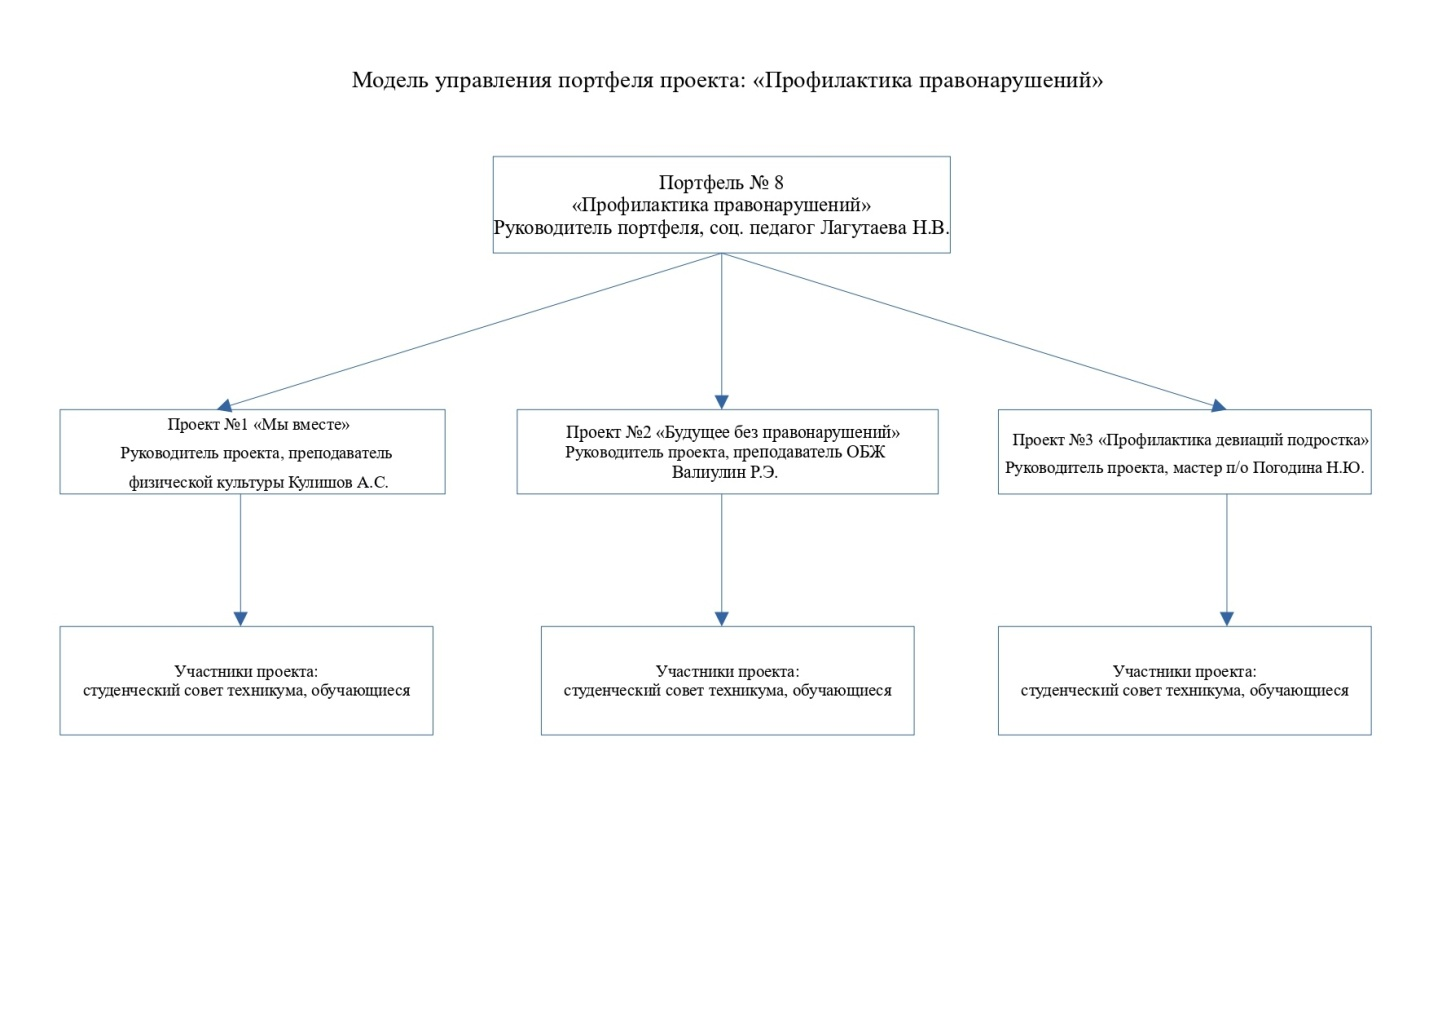 Модель управления портфеля проекта: «Профилактика правонарушений»
Портфель № 8
«Профилактика правонарушений»
Руководитель портфеля, соц. педагог Лагутаева Н.В.
Проект №1 «Мы вместе»
Руководитель проекта, преподаватель
физической культуры Кулишов А.С.
Проект №2 «Будущее без правонарушений»
Руководитель проекта, преподаватель ОБЖ
Валиулин Р.Э.
Проект №3 «Профилактика девиаций подростка»
Руководитель проекта, мастер п/о Погодина Н.Ю.
Участники проекта:
студенческий совет техникума, обучающиеся
Участники проекта:
студенческий совет техникума, обучающиеся
Участники проекта:
студенческий совет техникума, обучающиеся